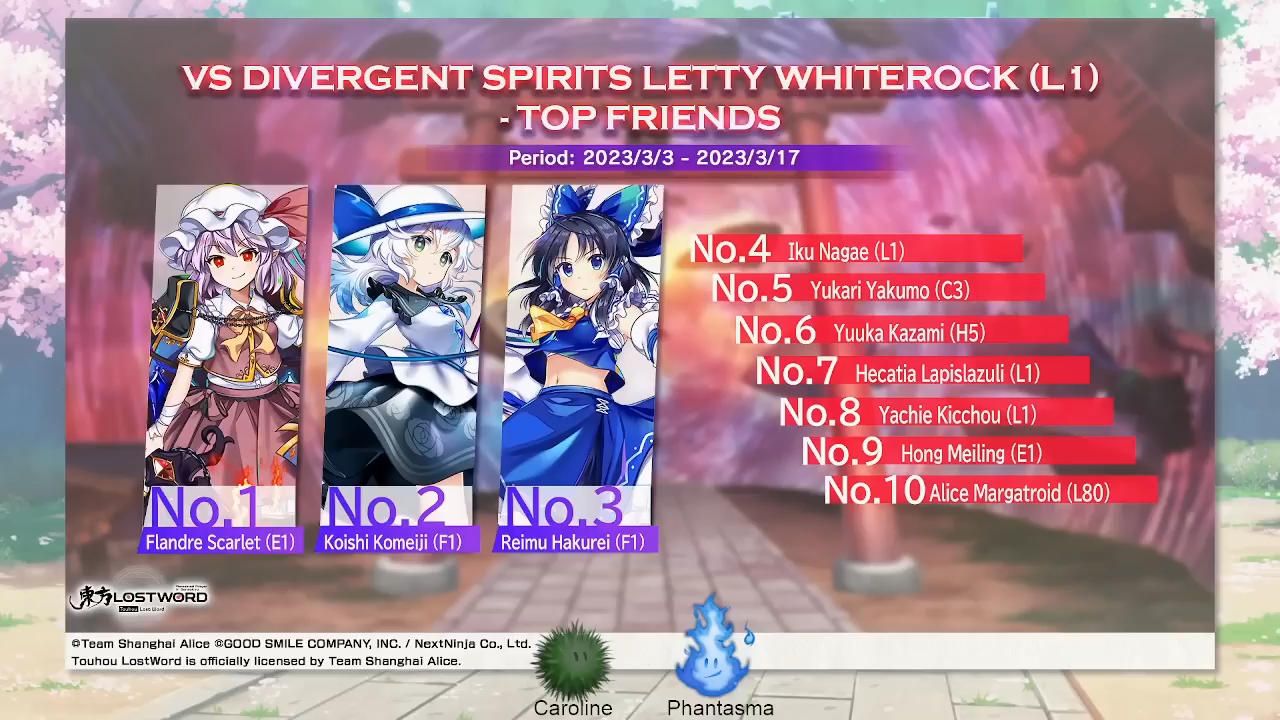 VS DIVERGENT SPIRITS LETTY WHITEROCK (L1)
- TOP FRIENDS
Period: 2023/3/3 - 2023/3/17
No.1
Flandre Scarlet (E1)
No.2
Koishi Komeiji (F1)
No.3
Reimu Hakurei (F1)
No.4 Iku Nagae (L1)
No.5 Yukari Yakumo (C3)
No.6 Yuuka Kazami (H5)
No.7 Hecatia Lapislazuli (L1)
No.8 Yachie Kicchou (L1)
No.9 Hong Meiling (E1)
No.10 Alice Margatroid (L80)
東方LOSTWORD
Touhou Lost Word
©Team Shanghai Alice ©GOOD SMILE COMPANY, INC. / NextNinja Co., Ltd.
Touhou LostWord is officially licensed by Team Shanghai Alice.
Caroline
Phantasma